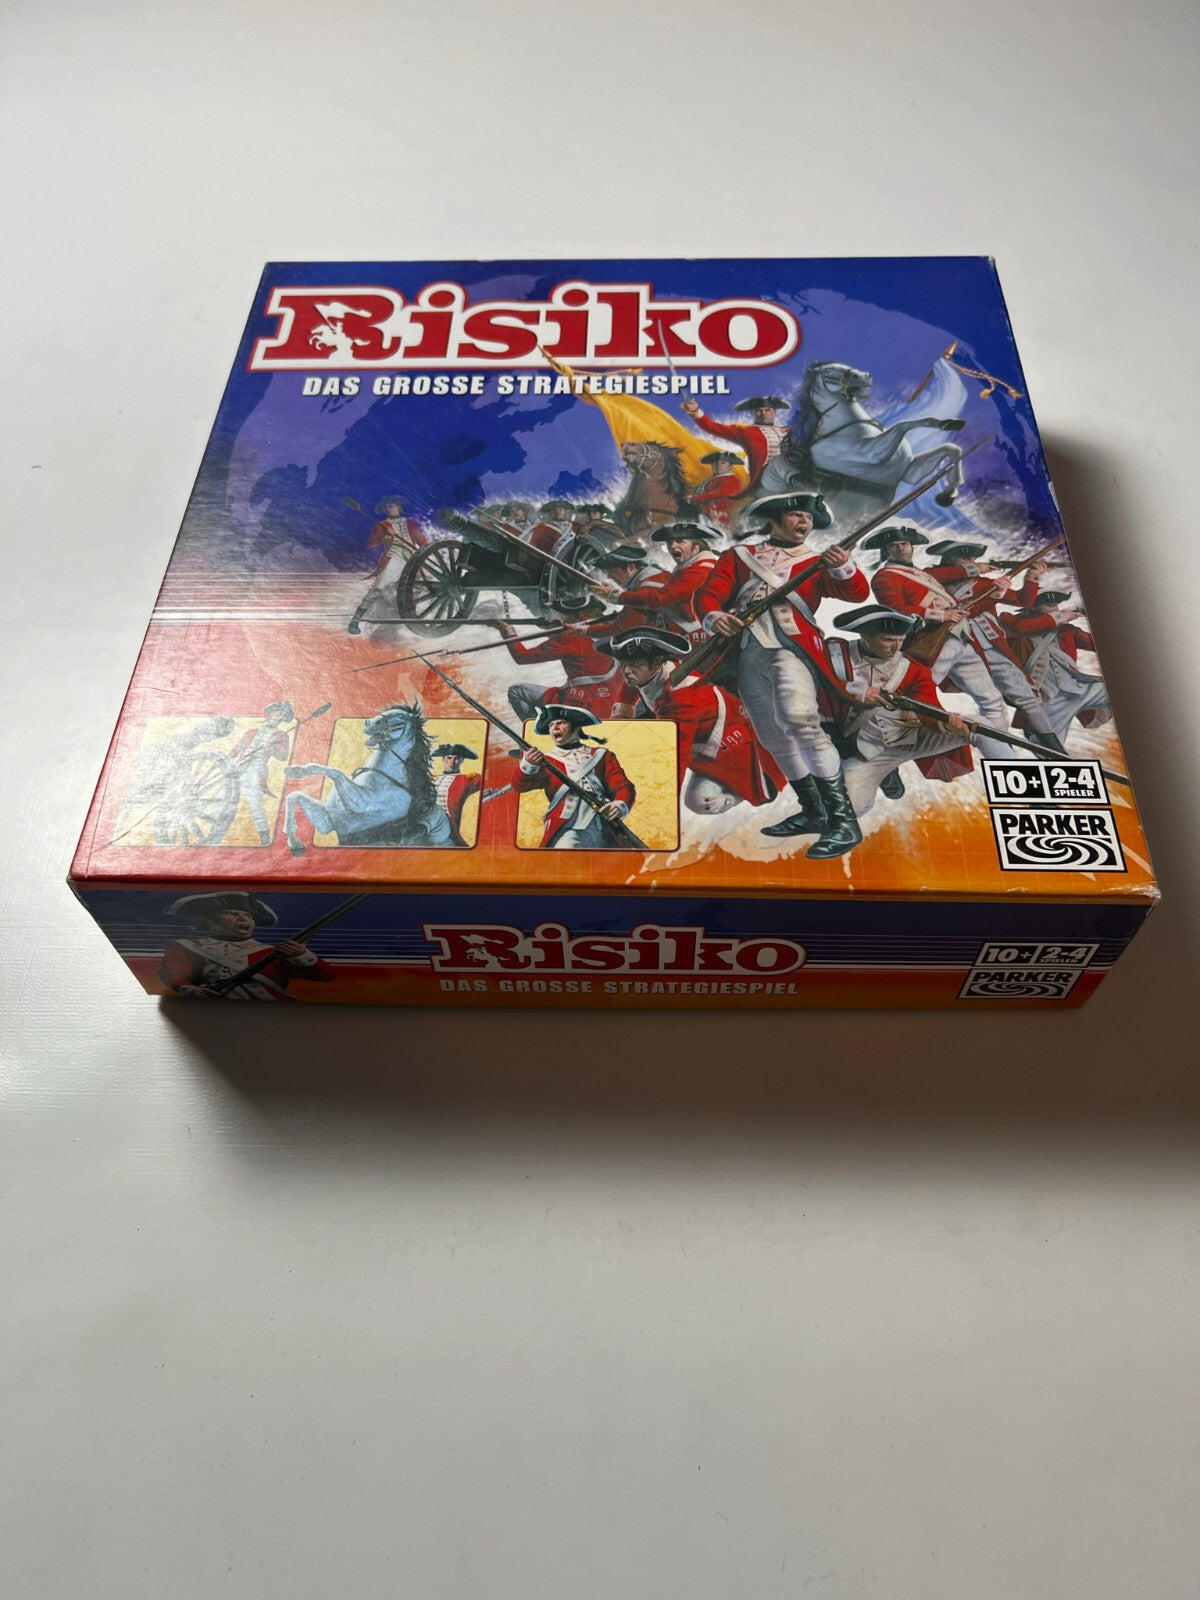 Risiko
DAS GROSSE STRATEGIESPIEL
10+ 2-4
SPIELER
PARKER
Risiko
DAS GROSSE STRATEGIESPIEL
10+ 2-4
SPIELER
PARKER